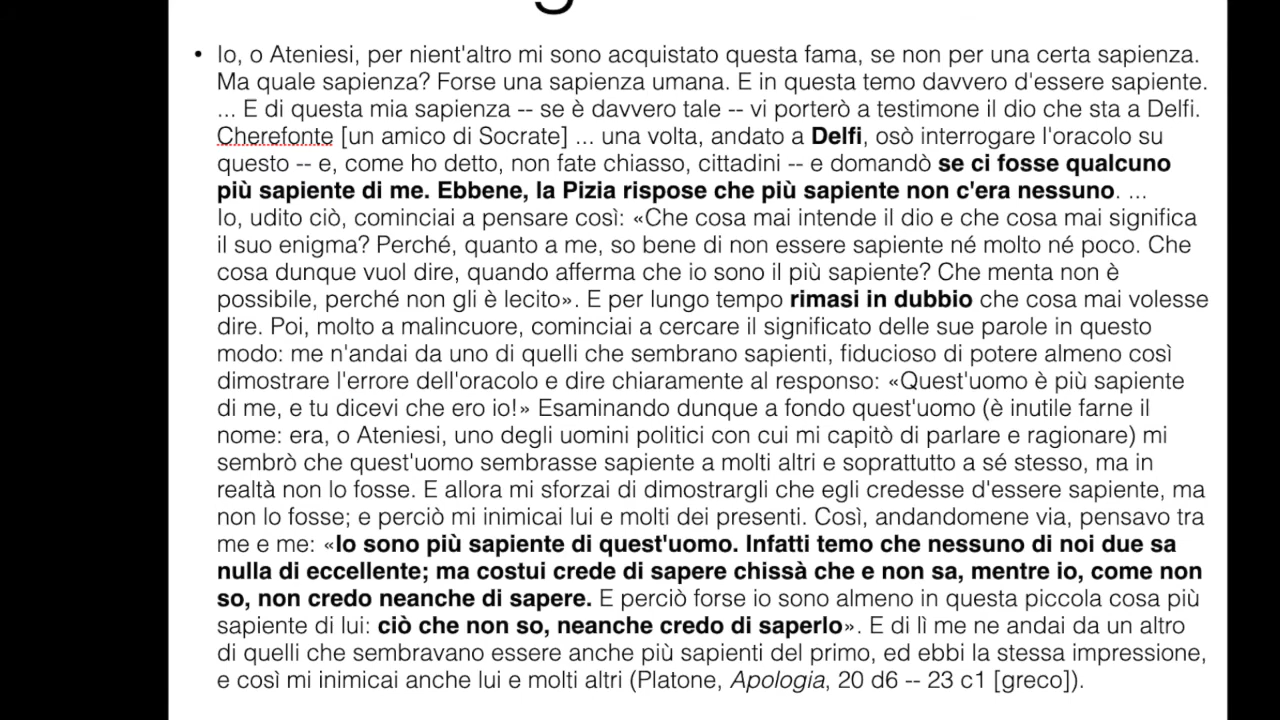 • Io, o Ateniesi, per nient'altro mi sono acquistato questa fama, se non per una certa sapienza.
Ma quale sapienza? Forse una sapienza umana. E in questa temo davvero d'essere sapiente.
... E di questa mia sapienza -- se è davvero tale -- vi porterò a testimone il dio che sta a Delfi.
Cherefonte [un amico di Socrate] ... una volta, andato a Delfi, osò interrogare l'oracolo su
questo -- e, come ho detto, non fate chiasso, cittadini -- e domandò se ci fosse qualcuno
più sapiente di me. Ebbene, la Pizia rispose che più sapiente non c'era nessuno. ...
Io, udito ciò, cominciai a pensare così: «Che cosa mai intende il dio e che cosa mai significa
il suo enigma? Perché, quanto a me, so bene di non essere sapiente né molto né poco. Che
cosa dunque vuol dire, quando afferma che io sono il più sapiente? Che menta non è
possibile, perché non gli è lecito». E per lungo tempo rimasi in dubbio che cosa mai volesse
dire. Poi, molto a malincuore, cominciai a cercare il significato delle sue parole in questo
modo: me n'andai da uno di quelli che sembrano sapienti, fiducioso di potere almeno così
dimostrare l'errore dell'oracolo e dire chiaramente al responso: «Quest'uomo è più sapiente
di me, e tu dicevi che ero io!» Esaminando dunque a fondo quest'uomo (è inutile farne il
nome: era, o Ateniesi, uno degli uomini politici con cui mi capitò di parlare e ragionare) mi
sembrò che quest'uomo sembrasse sapiente a molti altri e soprattutto a sé stesso, ma in
realtà non lo fosse. E allora mi sforzai di dimostrargli che egli credesse d'essere sapiente, ma
non lo fosse; e perciò mi inimicai lui e molti dei presenti. Così, andandomene via, pensavo tra
me e me: «Io sono più sapiente di quest'uomo. Infatti temo che nessuno di noi due sa
nulla di eccellente; ma costui crede di sapere chissà che e non sa, mentre io, come non
so, non credo neanche di sapere. E perciò forse io sono almeno in questa piccola cosa più
sapiente di lui: ciò che non so, neanche credo di saperlo». E di lì me ne andai da un altro
di quelli che sembravano essere anche più sapienti del primo, ed ebbi la stessa impressione,
e così mi inimicai anche lui e molti altri (Platone, Apologia, 20 d6 -- 23 c1 [greco]).